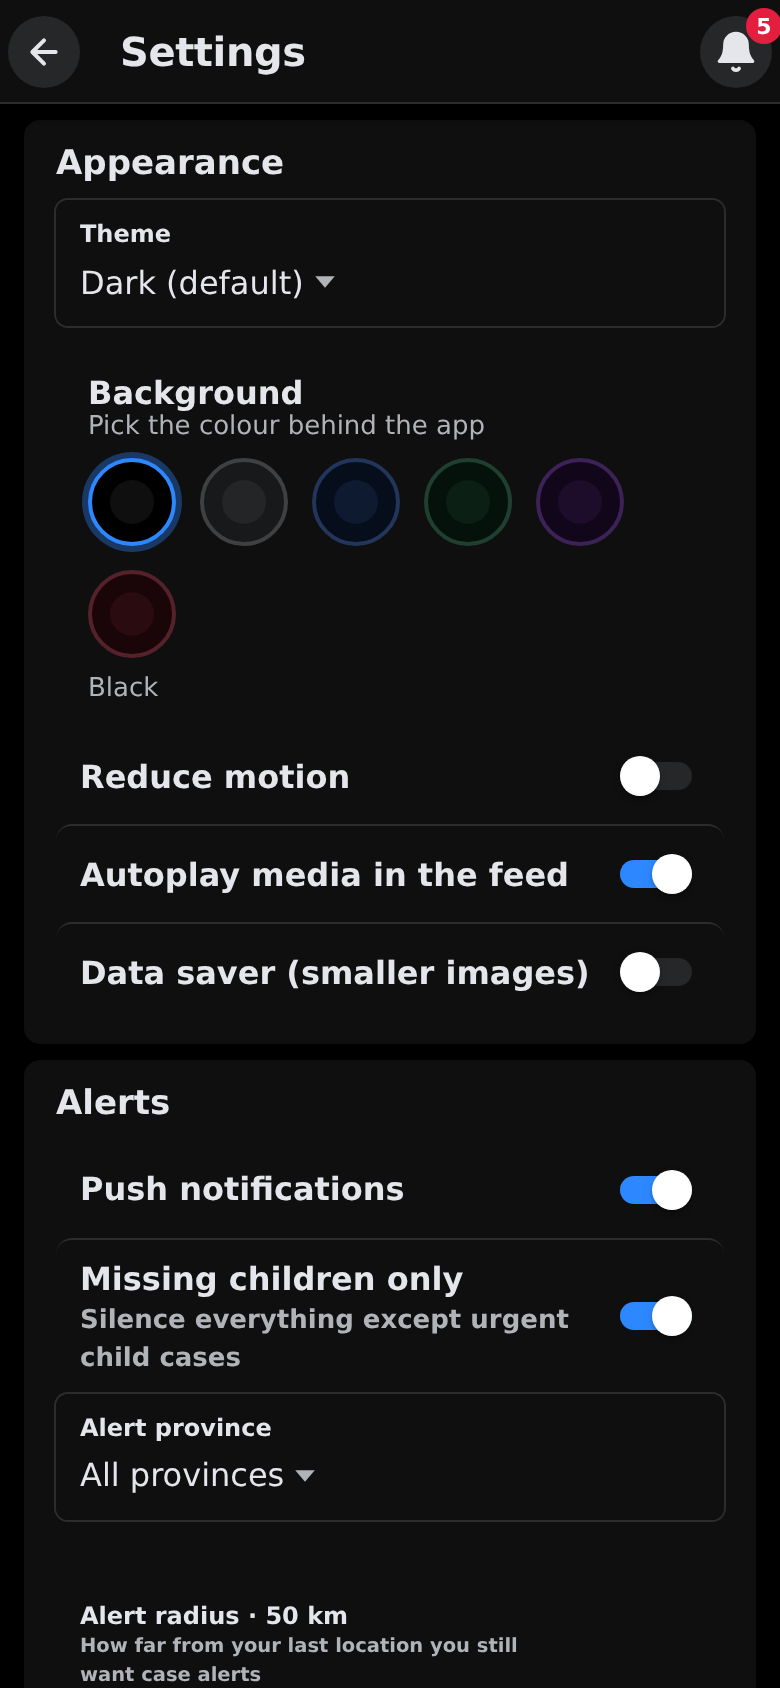 Settings
5
Appearance
Theme
Dark (default)
Background
Pick the colour behind the app
Black
Reduce motion
Autoplay media in the feed
Data saver (smaller images)
Alerts
Push notifications
Missing children only
Silence everything except urgent
child cases
Alert province
All provinces
Alert radius · 50 km
How far from your last location you still
want case alerts